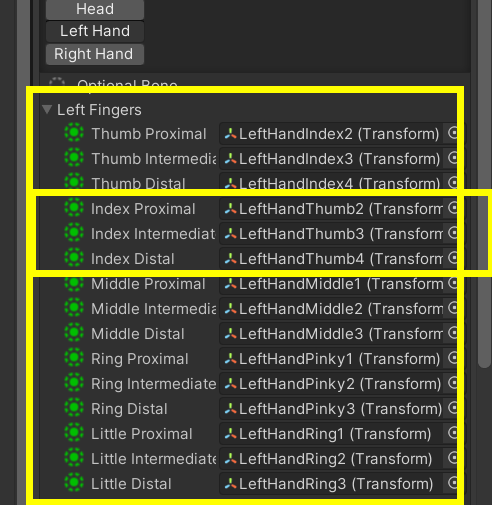 Head
Left Hand
Right Hand
Optional Bone
Left Fingers
Thumb Proximal LeftHandIndex2 (Transform)
Thumb Intermedia LeftHandIndex3 (Transform)
Thumb Distal LeftHandIndex4 (Transform)
Index Proximal LeftHandThumb2 (Transform
Index Intermediat LeftHandThumb3 (Transform
Index Distal LeftHandThumb4 (Transform
Middle Proximal LeftHandMiddle1 (Transform)
Middle Intermedia LeftHandMiddle2 (Transform)
Middle Distal LeftHandMiddle3 (Transform)
Ring Proximal LeftHandPinky1 (Transform)
Ring Intermediate LeftHandPinky2 (Transform)
Ring Distal LeftHandPinky3 (Transform)
Little Proximal LeftHandRing1 (Transform)
Little Intermediate LeftHandRing2 (Transform)
Little Distal LeftHandRing3 (Transform)